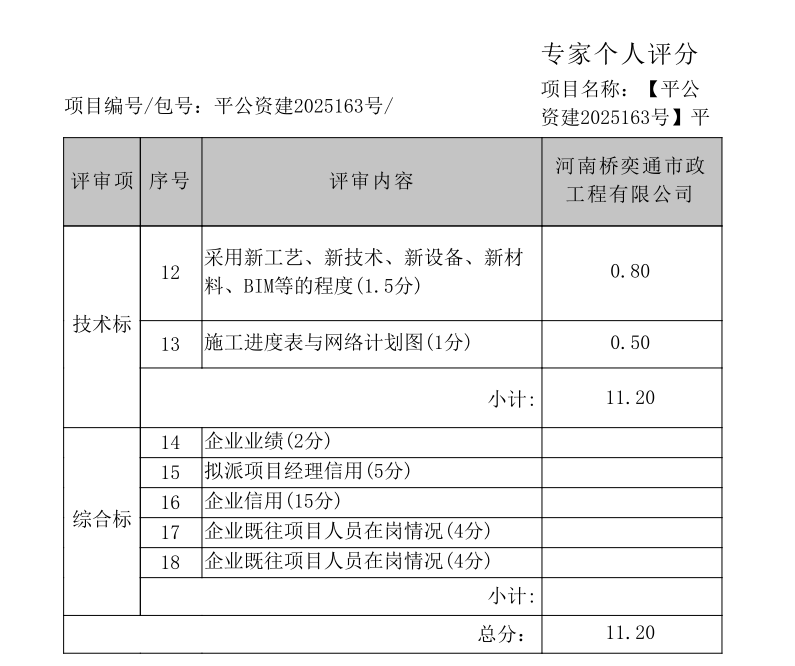 专家个人评分
项目编号/包号：平公资建2025163号/
项目名称：【平公
资建2025163号】平
评审项 序号 评审内容 河南桥奕通市政
工程有限公司
技术标
12 采用新工艺、新技术、新设备、新材
料、BIM等的程度(1.5分) 0.80
13 施工进度表与网络计划图(1分) 0.50
小计: 11.20
综合标
14 企业业绩(2分)
15 拟派项目经理信用(5分)
16 企业信用(15分)
17 企业既往项目人员在岗情况(4分)
18 企业既往项目人员在岗情况(4分)
小计:
总分： 11.20